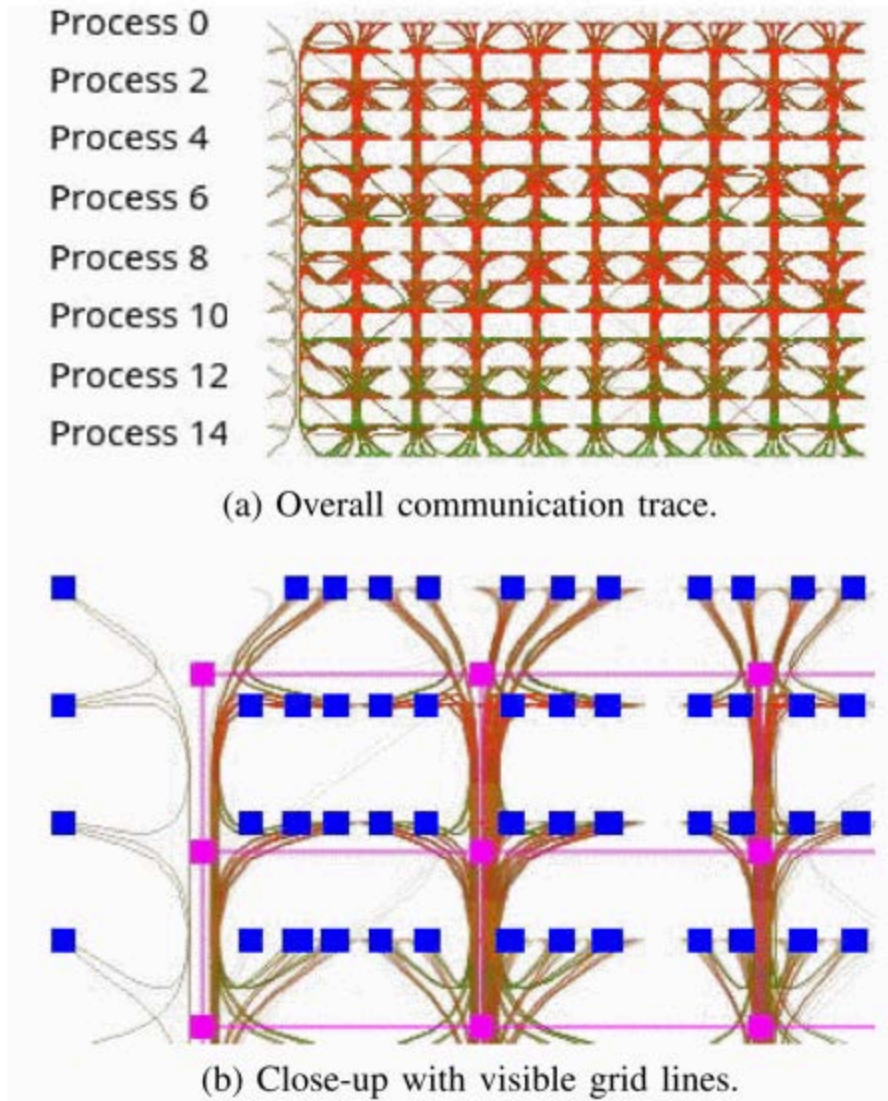 Process 0
Process 2
Process 4
Process 6
Process 8
Process 10
Process 12
Process 14
(a) Overall communication trace.
(b) Close-up with visible grid lines.